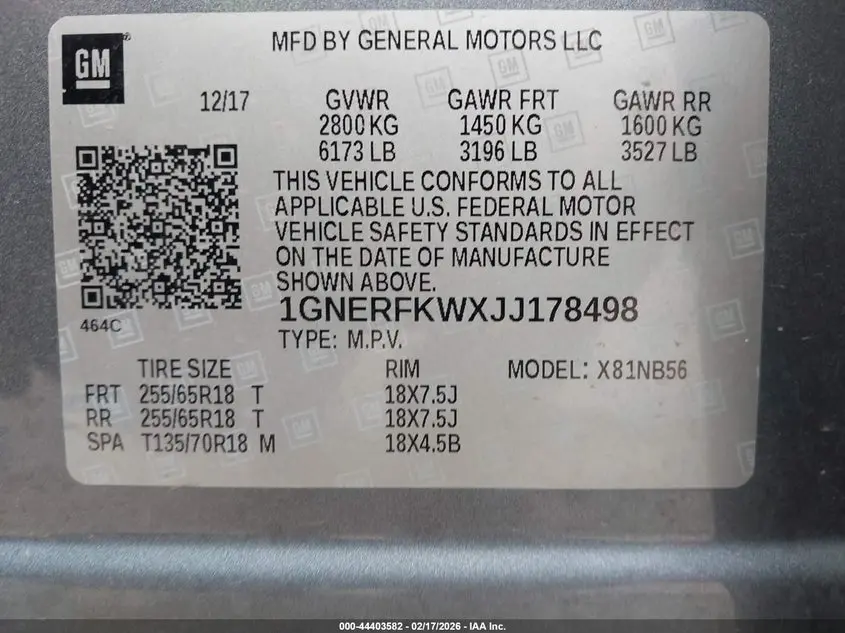 GM®
MFD BY GENERAL MOTORS LLC
12/17 GVWR GAWR FRT GAWR RR
2800 KG 1450 KG 1600 KG
6173 LB 3196 LB 3527 LB
THIS VEHICLE CONFORMS TO ALL
APPLICABLE U.S. FEDERAL MOTOR
VEHICLE SAFETY STANDARDS IN EFFECT
ON THE DATE OF MANUFACTURE
SHOWN ABOVE.
1GNERFKWXJJ178498
464C
TYPE: M.P.V.
TIRE SIZE RIM MODEL: X81NB56
FRT 255/65R18 T 18X7.5J
RR 255/65R18 T 18X7.5J
SPA T135/70R18 M 18X4.5B
000-44403582 - 02/17/2026 - IAA Inc.